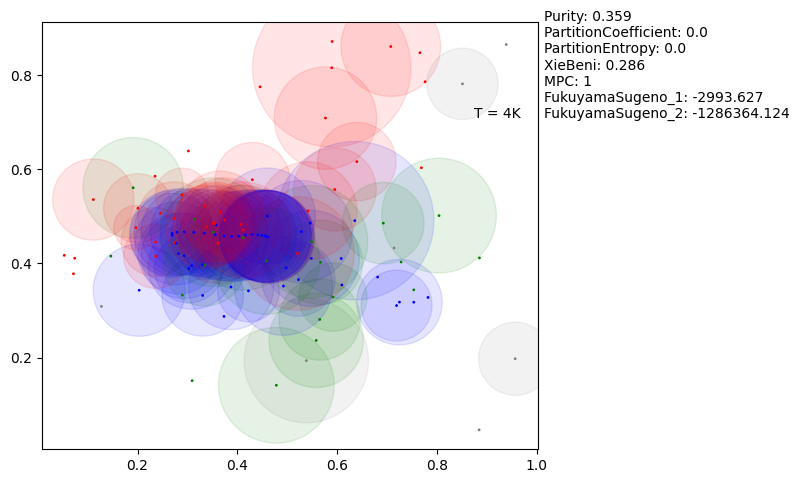 Purity: 0.359
PartitionCoefficient: 0.0
PartitionEntropy: 0.0
XieBeni: 0.286
MPC: 1
FukuyamaSugeno_1: -2993.627
FukuyamaSugeno_2: -1286364.124
T = 4K
0.8
0.6
0.4
0.2
0.2
0.4
0.6
0.8
1.0